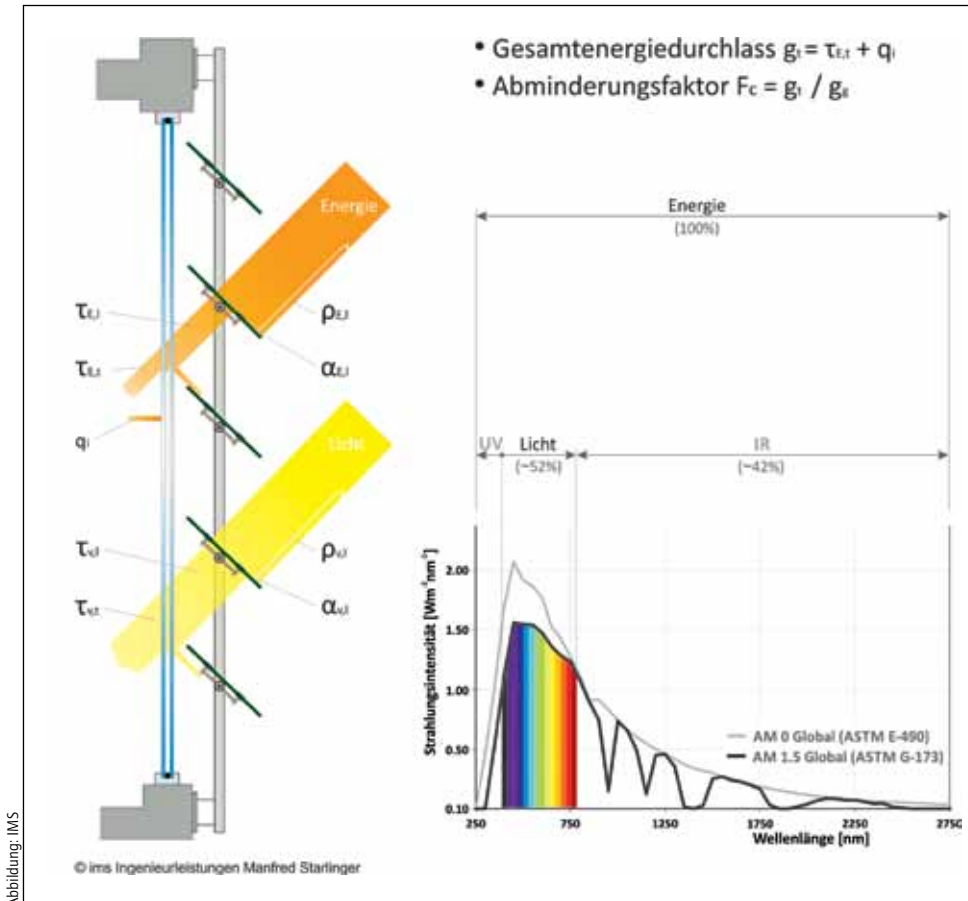 • Gesamtenergiedurchlass gt = τE,t + qi
• Abminderungsfaktor Fc = gt / gg
Energie
τE,l
ρE,l
τE,t
αE,l
qi
Licht
τv,l
ρv,l
τv,t
αv,l
Energie
(100%)
UV
Licht
(~52%)
IR
(~42%)
Strahlungsintensität [Wm⁻²nm⁻¹]
2.00
1.50
1.00
0.50
0.10
AM 0 Global (ASTM E-490)
AM 1.5 Global (ASTM G-173)
250
750
1250
1750
2250
2750
Wellenlänge [nm]
© ims Ingenieurleistungen Manfred Starlinger
Abbildung: IMS